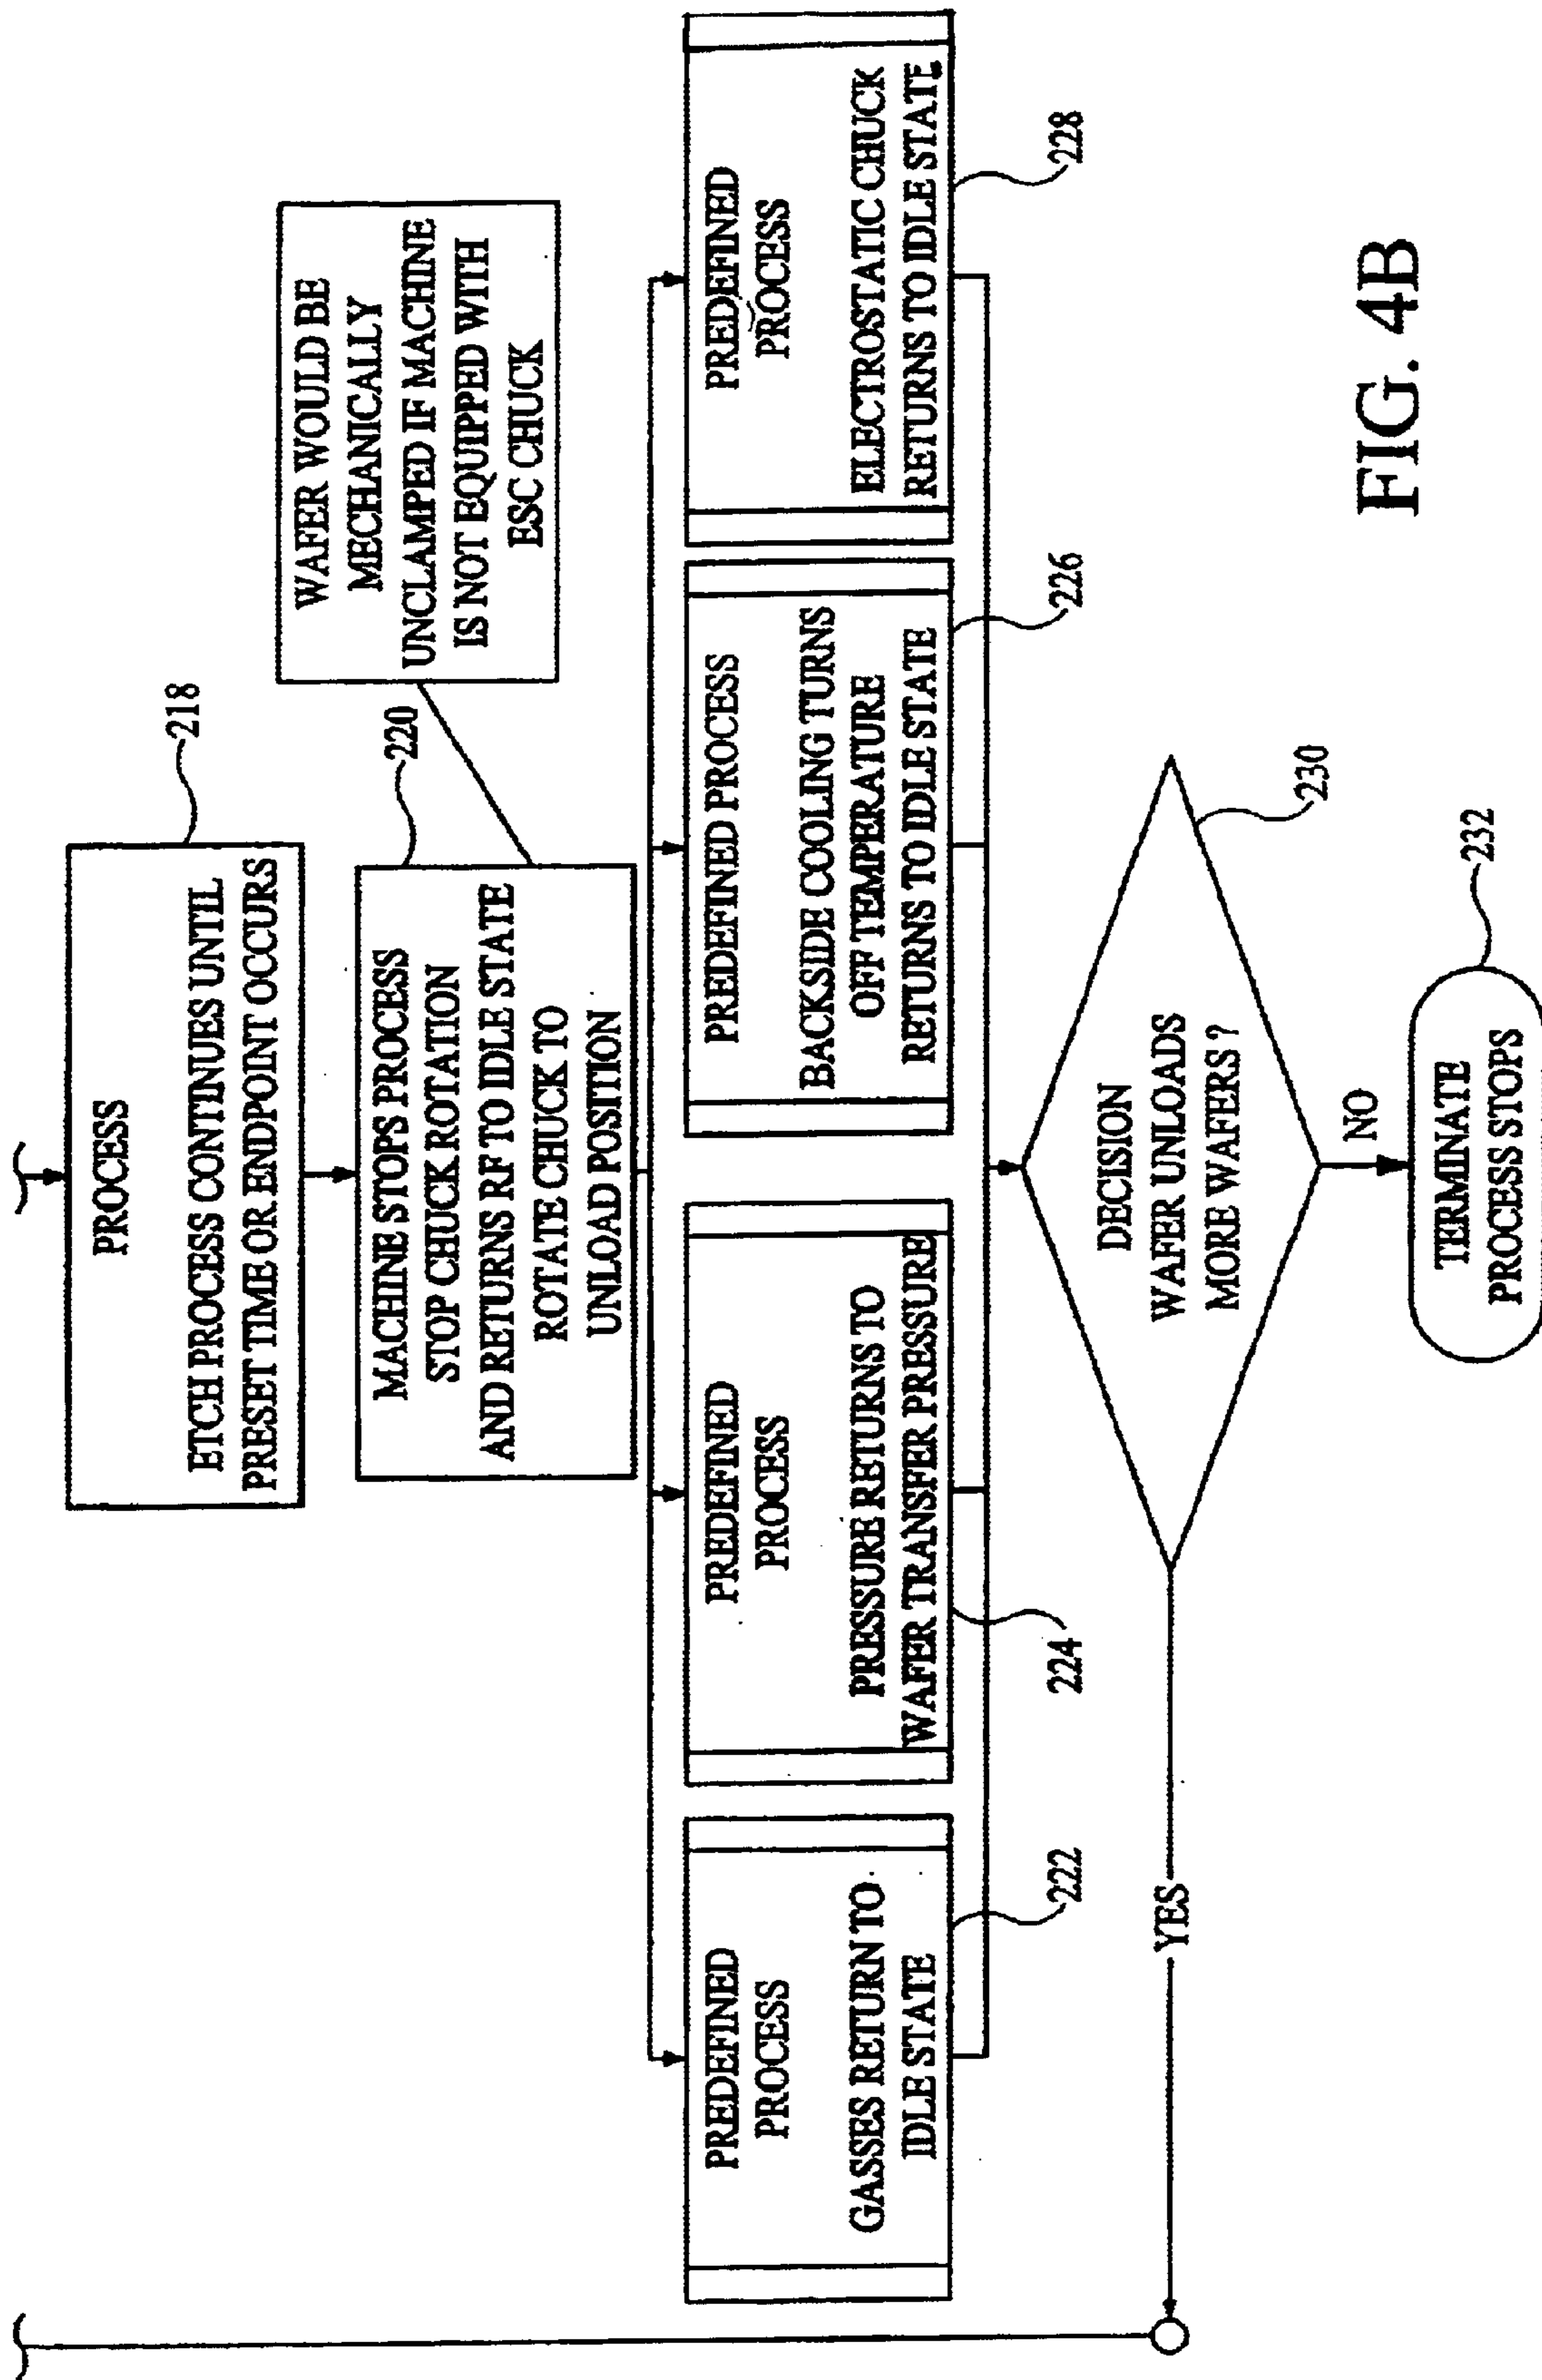 PROCESS
ETCH PROCESS CONTINUES UNTIL
PRESET TIME OR ENDPOINT OCCURS
218
MACHINE STOPS PROCESS
STOP CHUCK ROTATION
AND RETURNS RF TO IDLE STATE
ROTATE CHUCK TO
UNLOAD POSITION
220
WAFER WOULD BE
MECHANICALLY
UNCLAMPED IF MACHINE
IS NOT EQUIPPED WITH
ESC CHUCK
PREDEFINED
PROCESS
GASSES RETURN TO
IDLE STATE
222
PREDEFINED
PROCESS
PRESSURE RETURNS TO
WAFER TRANSFER PRESSURE
224
PREDEFINED PROCESS
BACKSIDE COOLING TURNS
OFF TEMPERATURE
RETURNS TO IDLE STATE
226
PREDEFINED
PROCESS
ELECTROSTATIC CHUCK
RETURNS TO IDLE STATE
228
DECISION
WAFER UNLOADS
MORE WAFERS?
230
YES
NO
TERMINATE
PROCESS STOPS
232
FIG. 4B